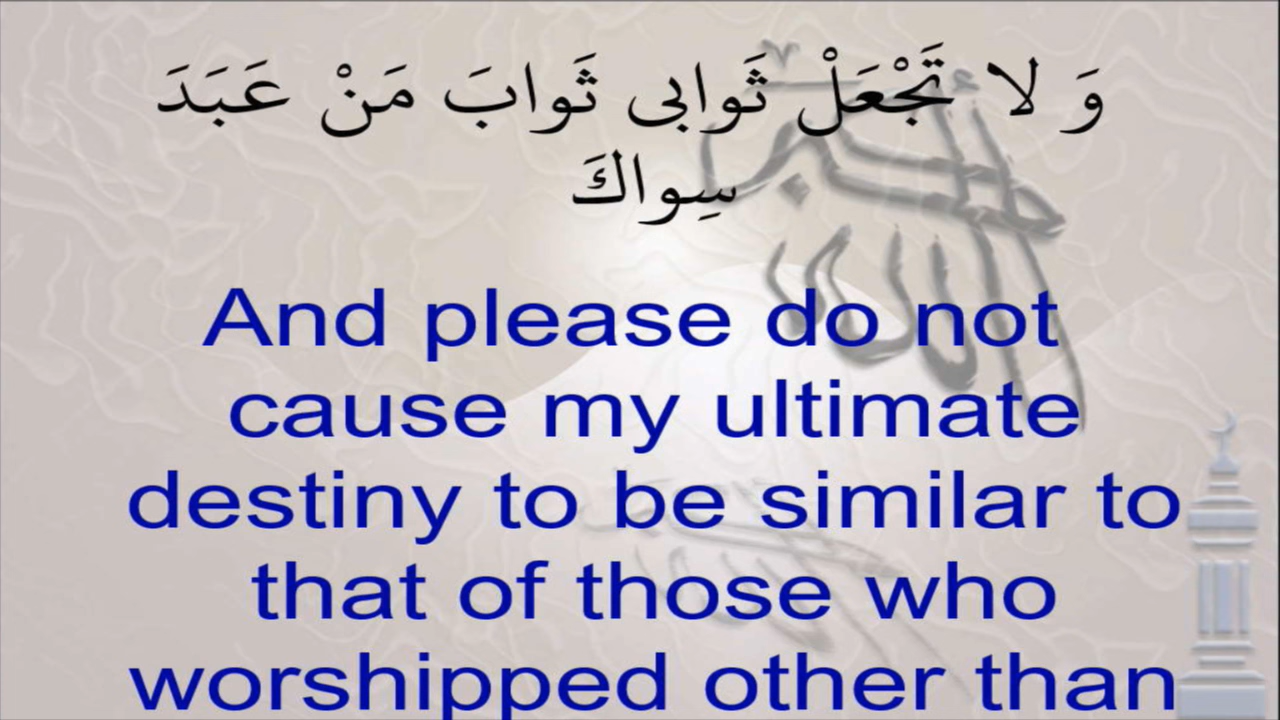 وَ لا تَجْعَلْ ثَوابى ثَوابَ مَنْ عَبَدَ
سِواكَ
And please do not
cause my ultimate
destiny to be similar to
that of those who
worshipped other than